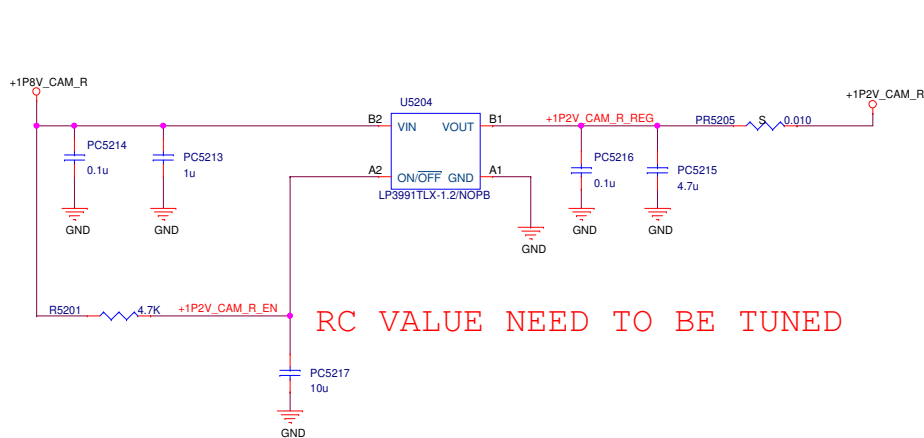 +1P8V_CAM_R
+1P2V_CAM_R
U5204
B2
VIN
VOUT
B1
+1P2V_CAM_R_REG
PR5205
S
0.010
PC5214
0.1u
PC5213
1u
PC5216
0.1u
PC5215
4.7u
A2
ON/OFF
GND
A1
LP3991TLX-1.2/NOPB
GND
GND
GND
GND
GND
R5201
4.7K
+1P2V_CAM_R_EN
RC VALUE NEED TO BE TUNED
PC5217
10u
GND